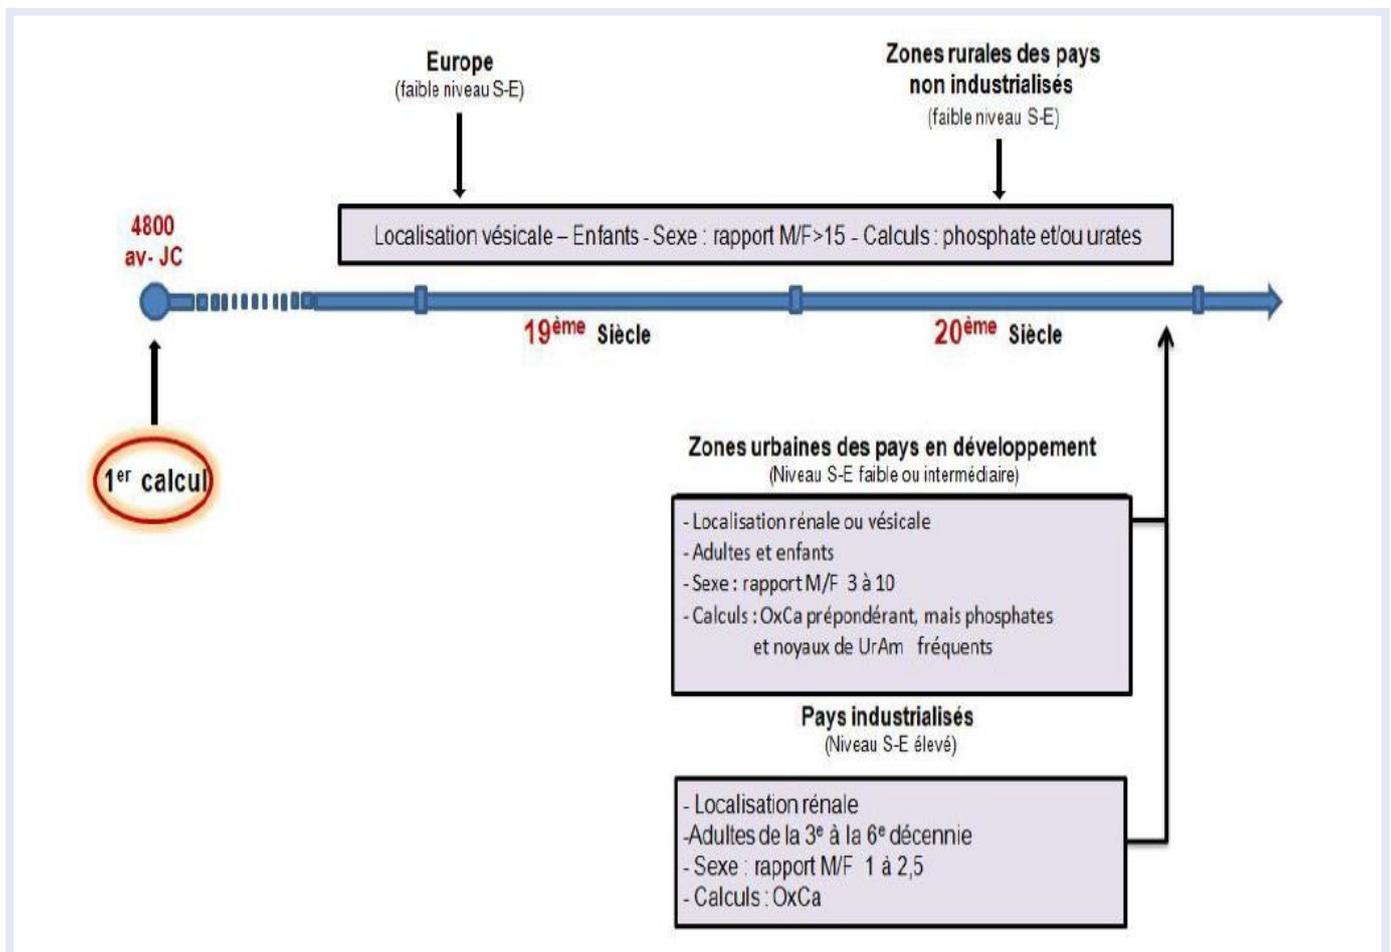 Europe
(faible niveau S-E)
Zones rurales des pays
non industrialisés
(faible niveau S-E)
4800
av- JC
Localisation vésicale – Enfants - Sexe : rapport M/F>15 - Calculs : phosphate et/ou urates
19ème Siècle
20ème Siècle
1er calcul
Zones urbaines des pays en développement
(Niveau S-E faible ou intermédiaire)
- Localisation rénale ou vésicale
- Adultes et enfants
- Sexe : rapport M/F 3 à 10
- Calculs : OxCa prépondérant, mais phosphates
et noyaux de UrAm fréquents
Pays industrialisés
(Niveau S-E élevé)
- Localisation rénale
-Adultes de la 3e à la 6e décennie
- Sexe : rapport M/F 1 à 2,5
- Calculs : OxCa